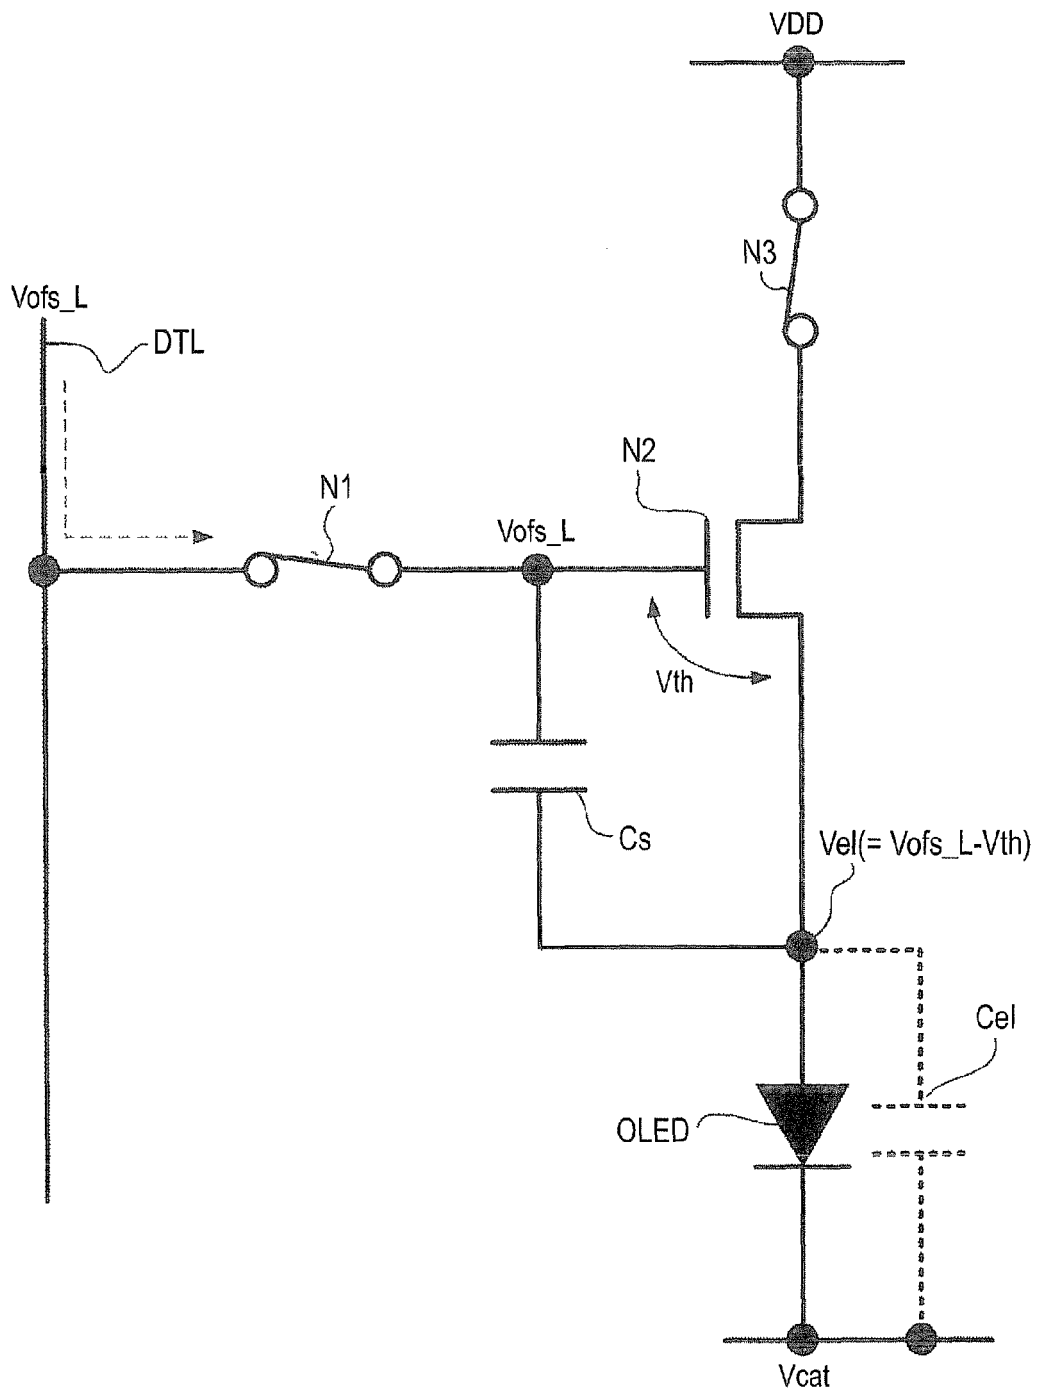 VDD
N3
Vofs_L
DTL
N2
N1
Vofs_L
Vth
Cs
Vel(= Vofs_L-Vth)
Cel
OLED
Vcat